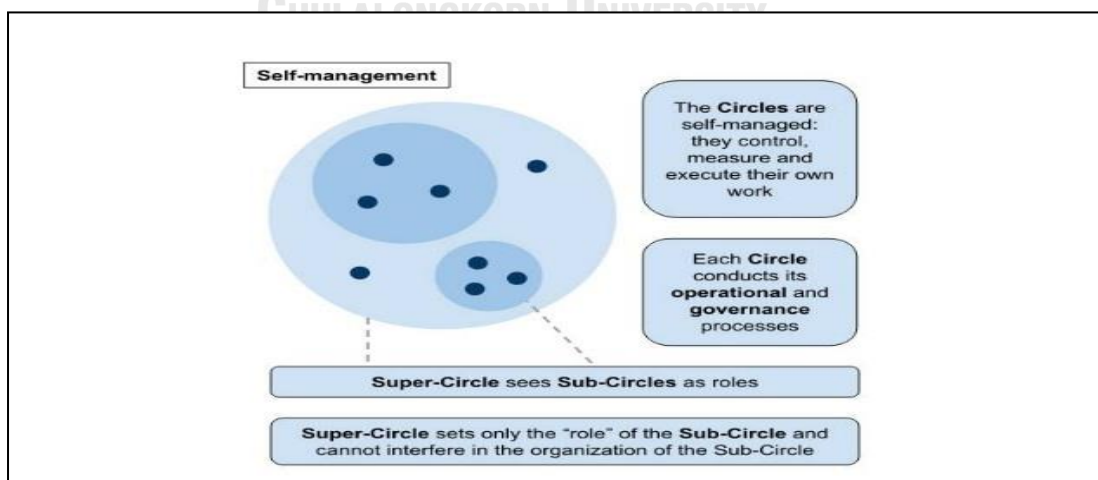 CHULALONGKORN UNIVERSITY
Self-management
The Circles are
self-managed:
they control,
measure and
execute their own
work
Each Circle
conducts its
operational and
governance
processes
Super-Circle sees Sub-Circles as roles
Super-Circle sets only the “role” of the Sub-Circle and
cannot interfere in the organization of the Sub-Circle